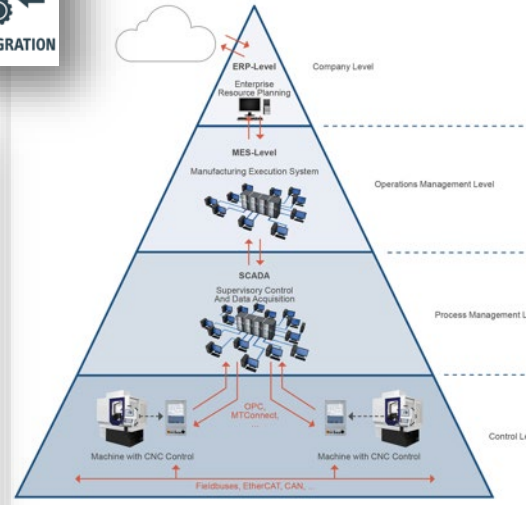 GRATION
ERP-Level
Company Level
Enterprise
Resource Planning
MES-Level
Manufacturing Execution System
Operations Management Level
SCADA
Supervisory Control
And Data Acquisition
Process Management L
OPC,
MTConnect,
...
Control Le
Machine with CNC Control
Machine with CNC Control
Fieldbuses, EtherCAT, CAN, ...